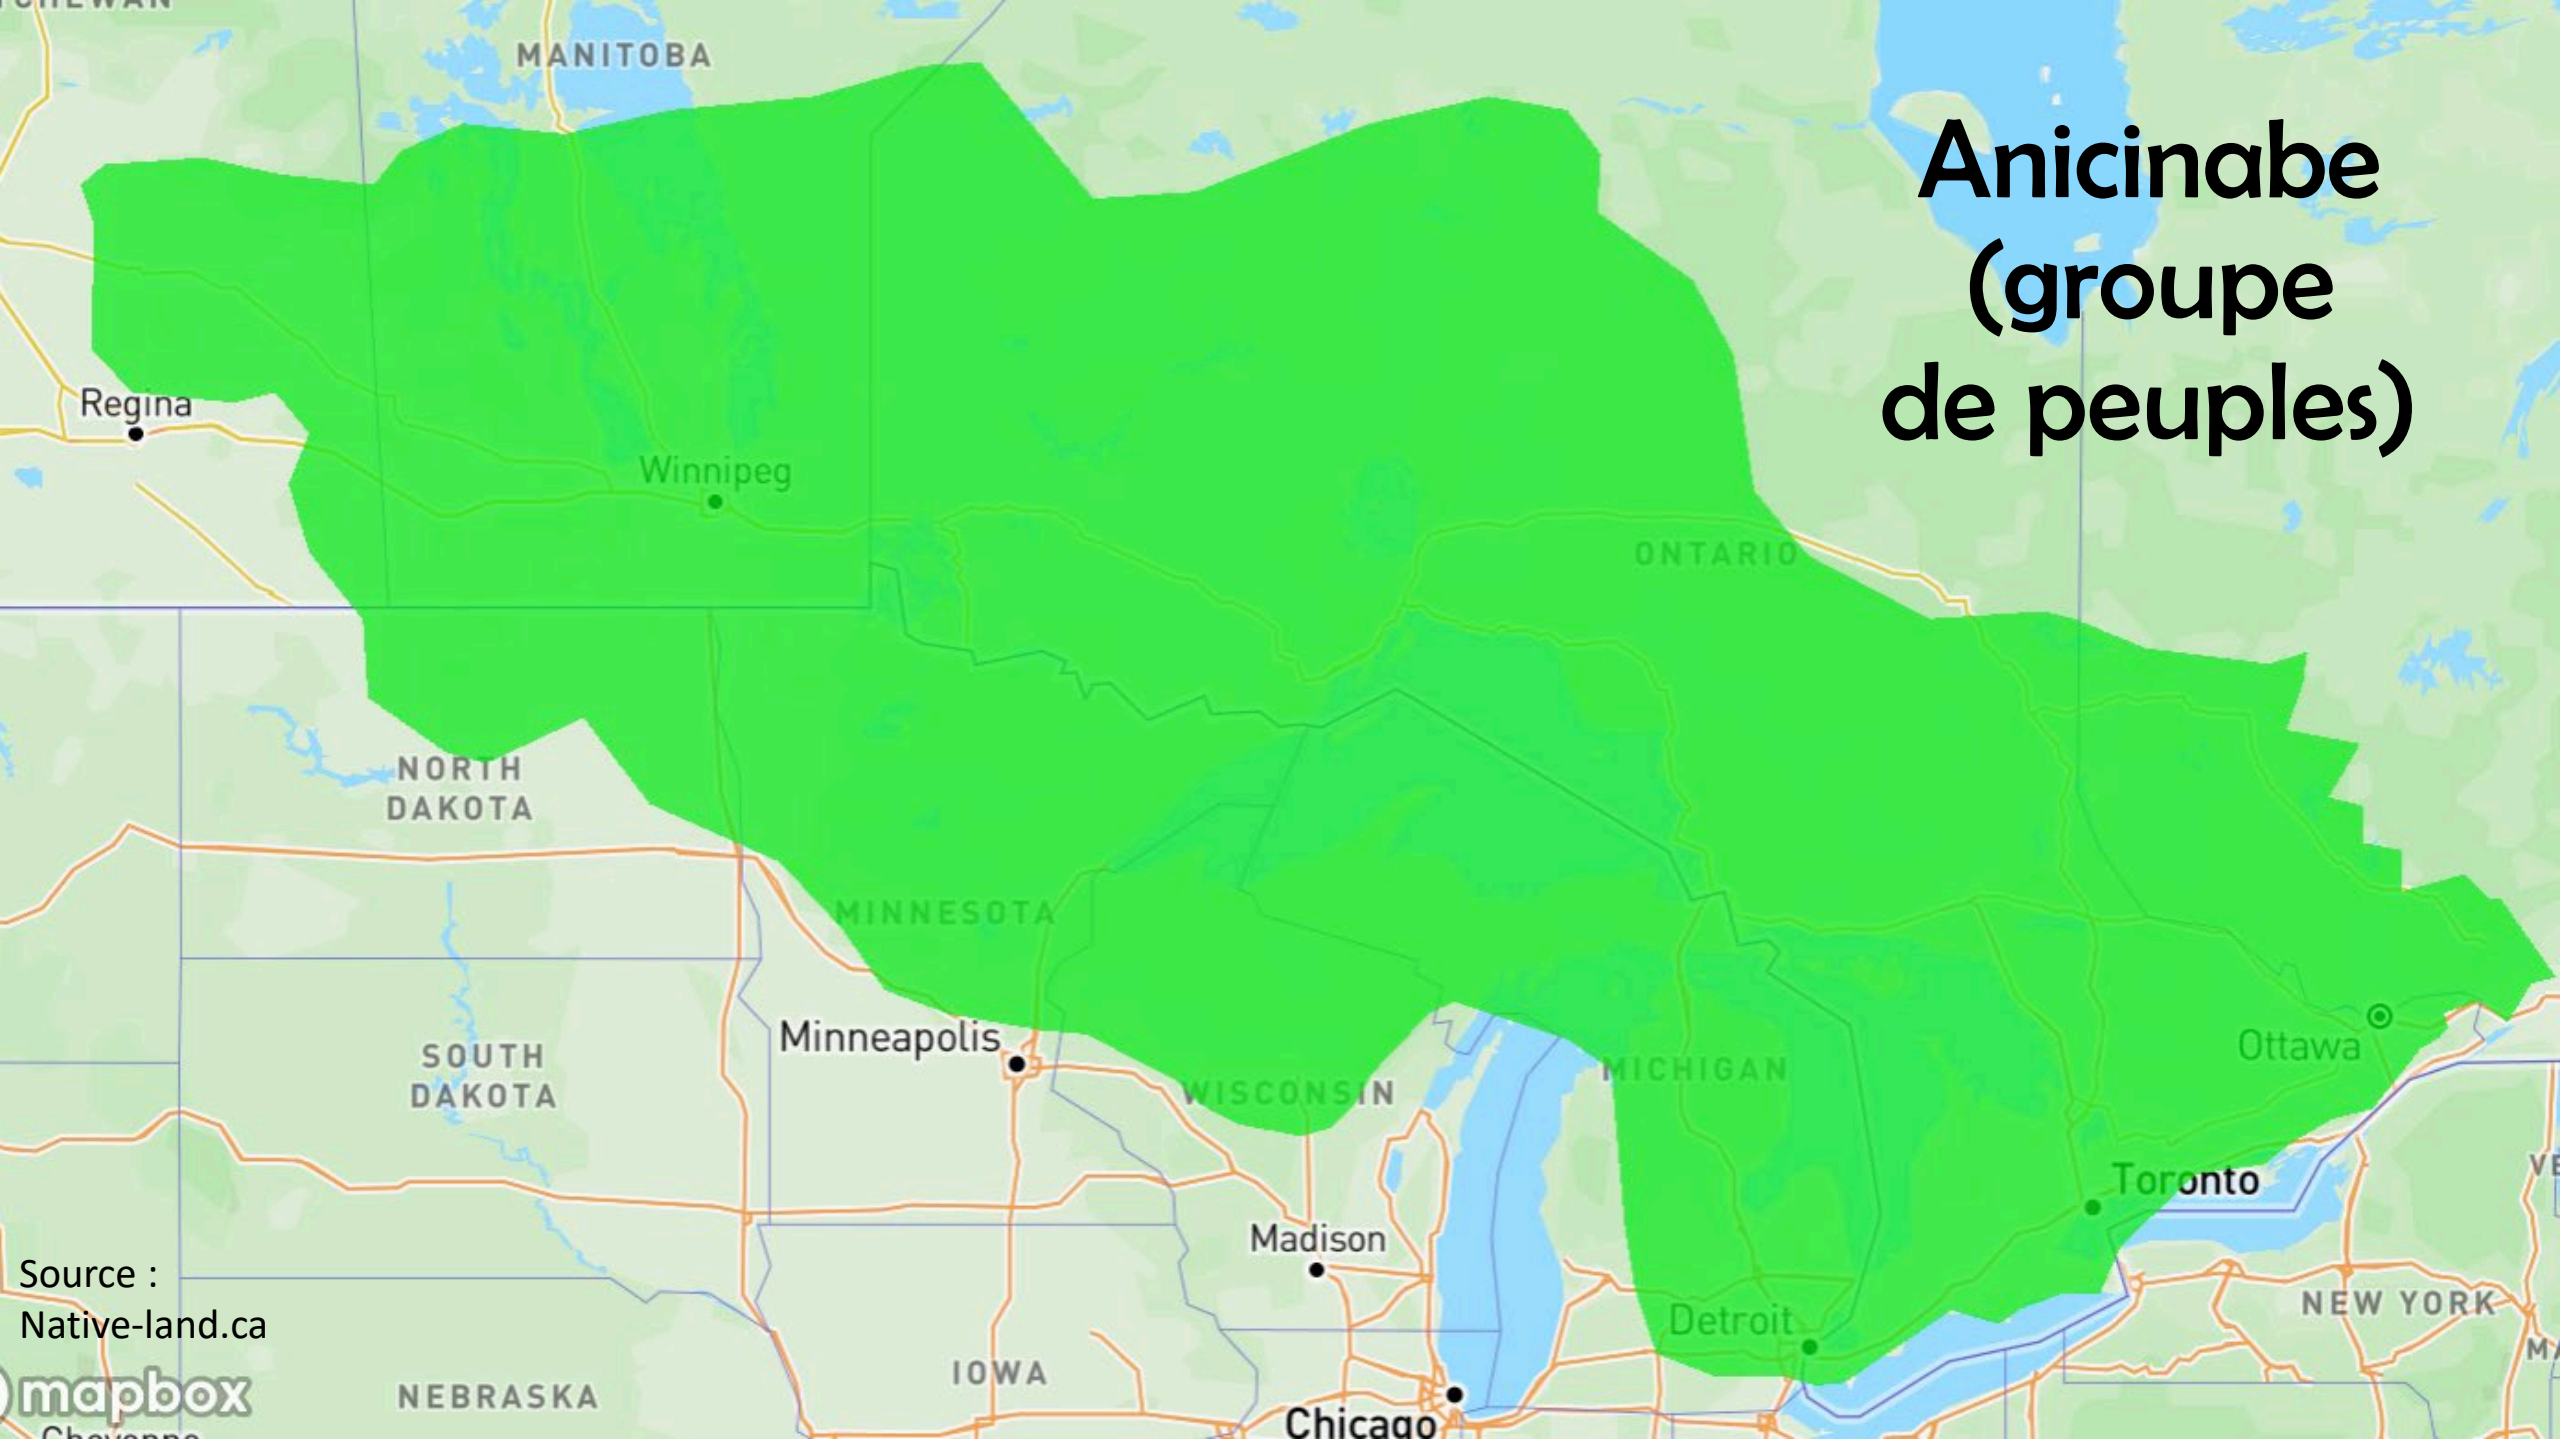 MANITOBA
Anicinabe
(groupe
de peuples)
Regina
Winnipeg
ONTARIO
NORTH
DAKOTA
MINNESOTA
Minneapolis
SOUTH
DAKOTA
WISCONSIN
MICHIGAN
Ottawa
Toronto
Madison
Source :
Native-land.ca
Detroit
NEW YORK
IOWA
NEBRASKA
mapbox
Chicago